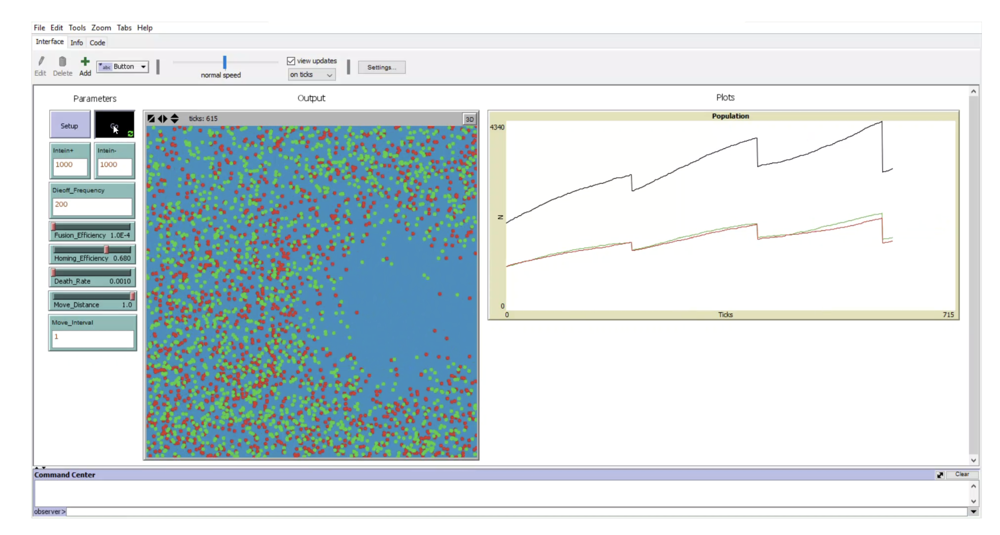 File Edit Tools Zoom Tabs Help
Interface Info Code
Edit Delete Add abc Button normal speed view updates on ticks Settings...
Parameters Output Plots
Setup Go
ticks: 615 3D
Intein+ Intein-
1000 1000
Dieoff_Frequency
200
Fusion_Efficiency 1.0E-4
Homing_Efficiency 0.680
Death_Rate 0.0010
Move_Distance 1.0
Move_Interval
1
Population
4340
N
0
0 Ticks 715
Command Center Clear
observer>